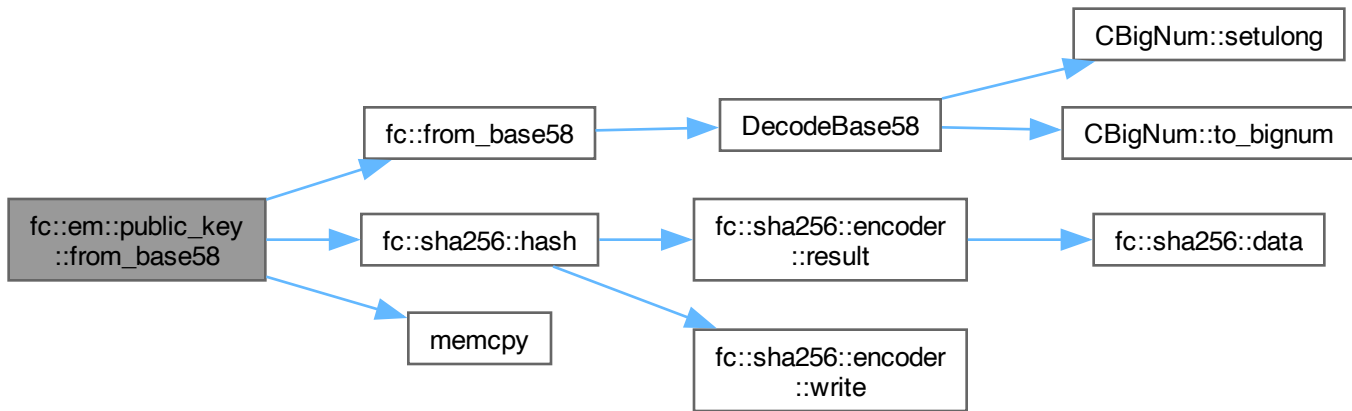 fc::em::public_key
::from_base58
fc::from_base58
DecodeBase58
CBigNum::setulong
CBigNum::to_bignum
fc::sha256::hash
fc::sha256::encoder
::result
fc::sha256::data
fc::sha256::encoder
::write
memcpy